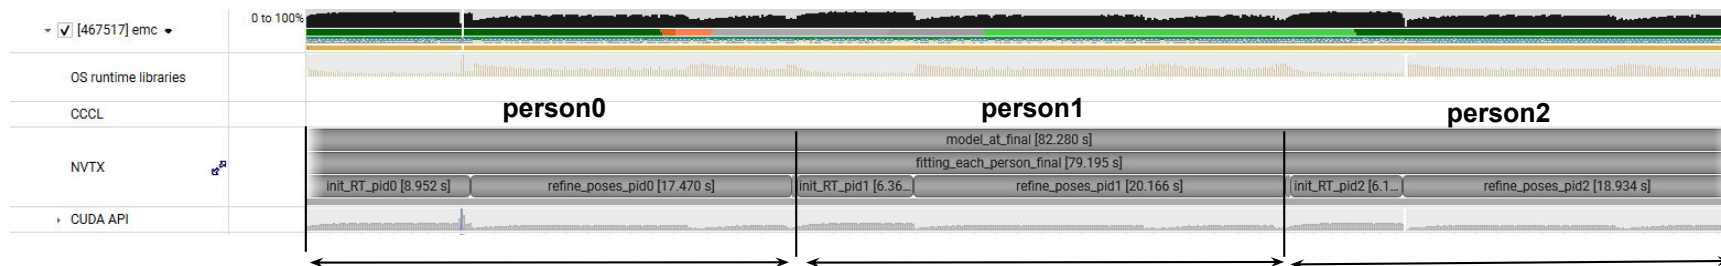 0 to 100%
[467517] emc
OS runtime libraries
person0 person1 person2
CCCL
model_at_final [82.280 s]
NVTX
fitting_each_person_final [79.195 s]
init_RT_pid0 [8.952 s] refine_poses_pid0 [17.470 s] init_RT_pid1 [6.36... refine_poses_pid1 [20.166 s] init_RT_pid2 [6.1... refine_poses_pid2 [18.934 s]
CUDA API